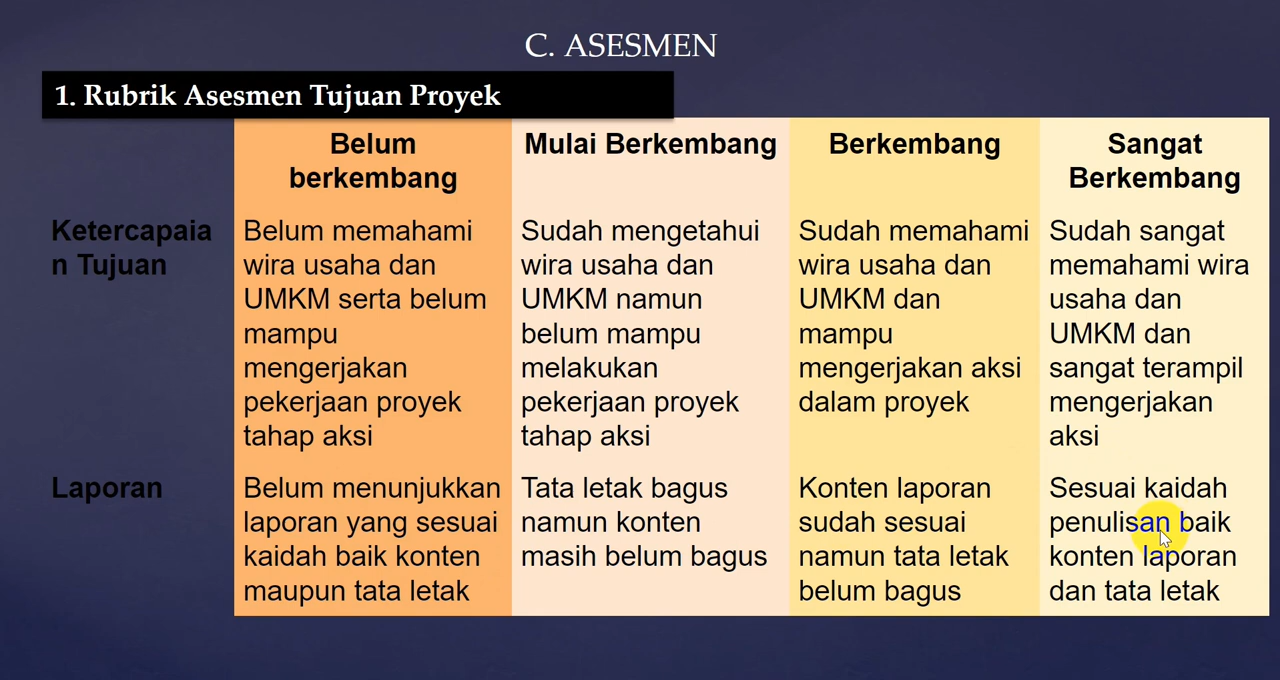 C. ASESMEN
1. Rubrik Asesmen Tujuan Proyek
Belum
berkembang
Mulai Berkembang
Berkembang
Sangat
Berkembang
Ketercapaia
n Tujuan
Belum memahami
wira usaha dan
UMKM serta belum
mampu
mengerjakan
pekerjaan proyek
tahap aksi
Sudah mengetahui
wira usaha dan
UMKM namun
belum mampu
melakukan
pekerjaan proyek
tahap aksi
Sudah memahami
wira usaha dan
UMKM dan
mampu
mengerjakan aksi
dalam proyek
Sudah sangat
memahami wira
usaha dan
UMKM dan
sangat terampil
mengerjakan
aksi
Laporan
Belum menunjukkan
laporan yang sesuai
kaidah baik konten
maupun tata letak
Tata letak bagus
namun konten
masih belum bagus
Konten laporan
sudah sesuai
namun tata letak
belum bagus
Sesuai kaidah
penulisan baik
konten laporan
dan tata letak